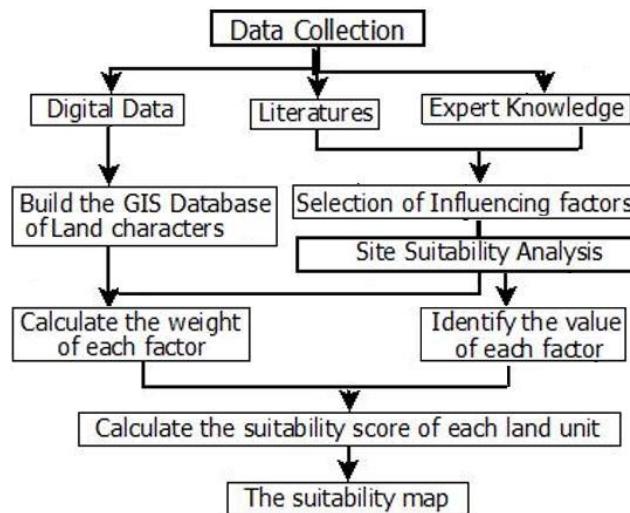 Data Collection
Digital Data
Literatures
Expert Knowledge
Build the GIS Database
of Land characters
Selection of Influencing factors
Site Suitability Analysis
Calculate the weight
of each factor
Identify the value
of each factor
Calculate the suitability score of each land unit
The suitability map